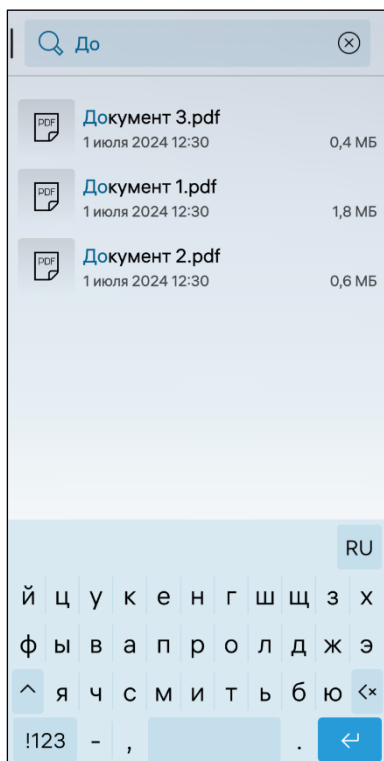 До
PDF
Документ 3.pdf
1 июля 2024 12:30 0,4 МБ
PDF
Документ 1.pdf
1 июля 2024 12:30 1,8 МБ
PDF
Документ 2.pdf
1 июля 2024 12:30 0,6 МБ
RU
й ц у к е н г ш щ з х
ф ы в а п р о л д ж э
я ч с м и т ь б ю
!123 - , .